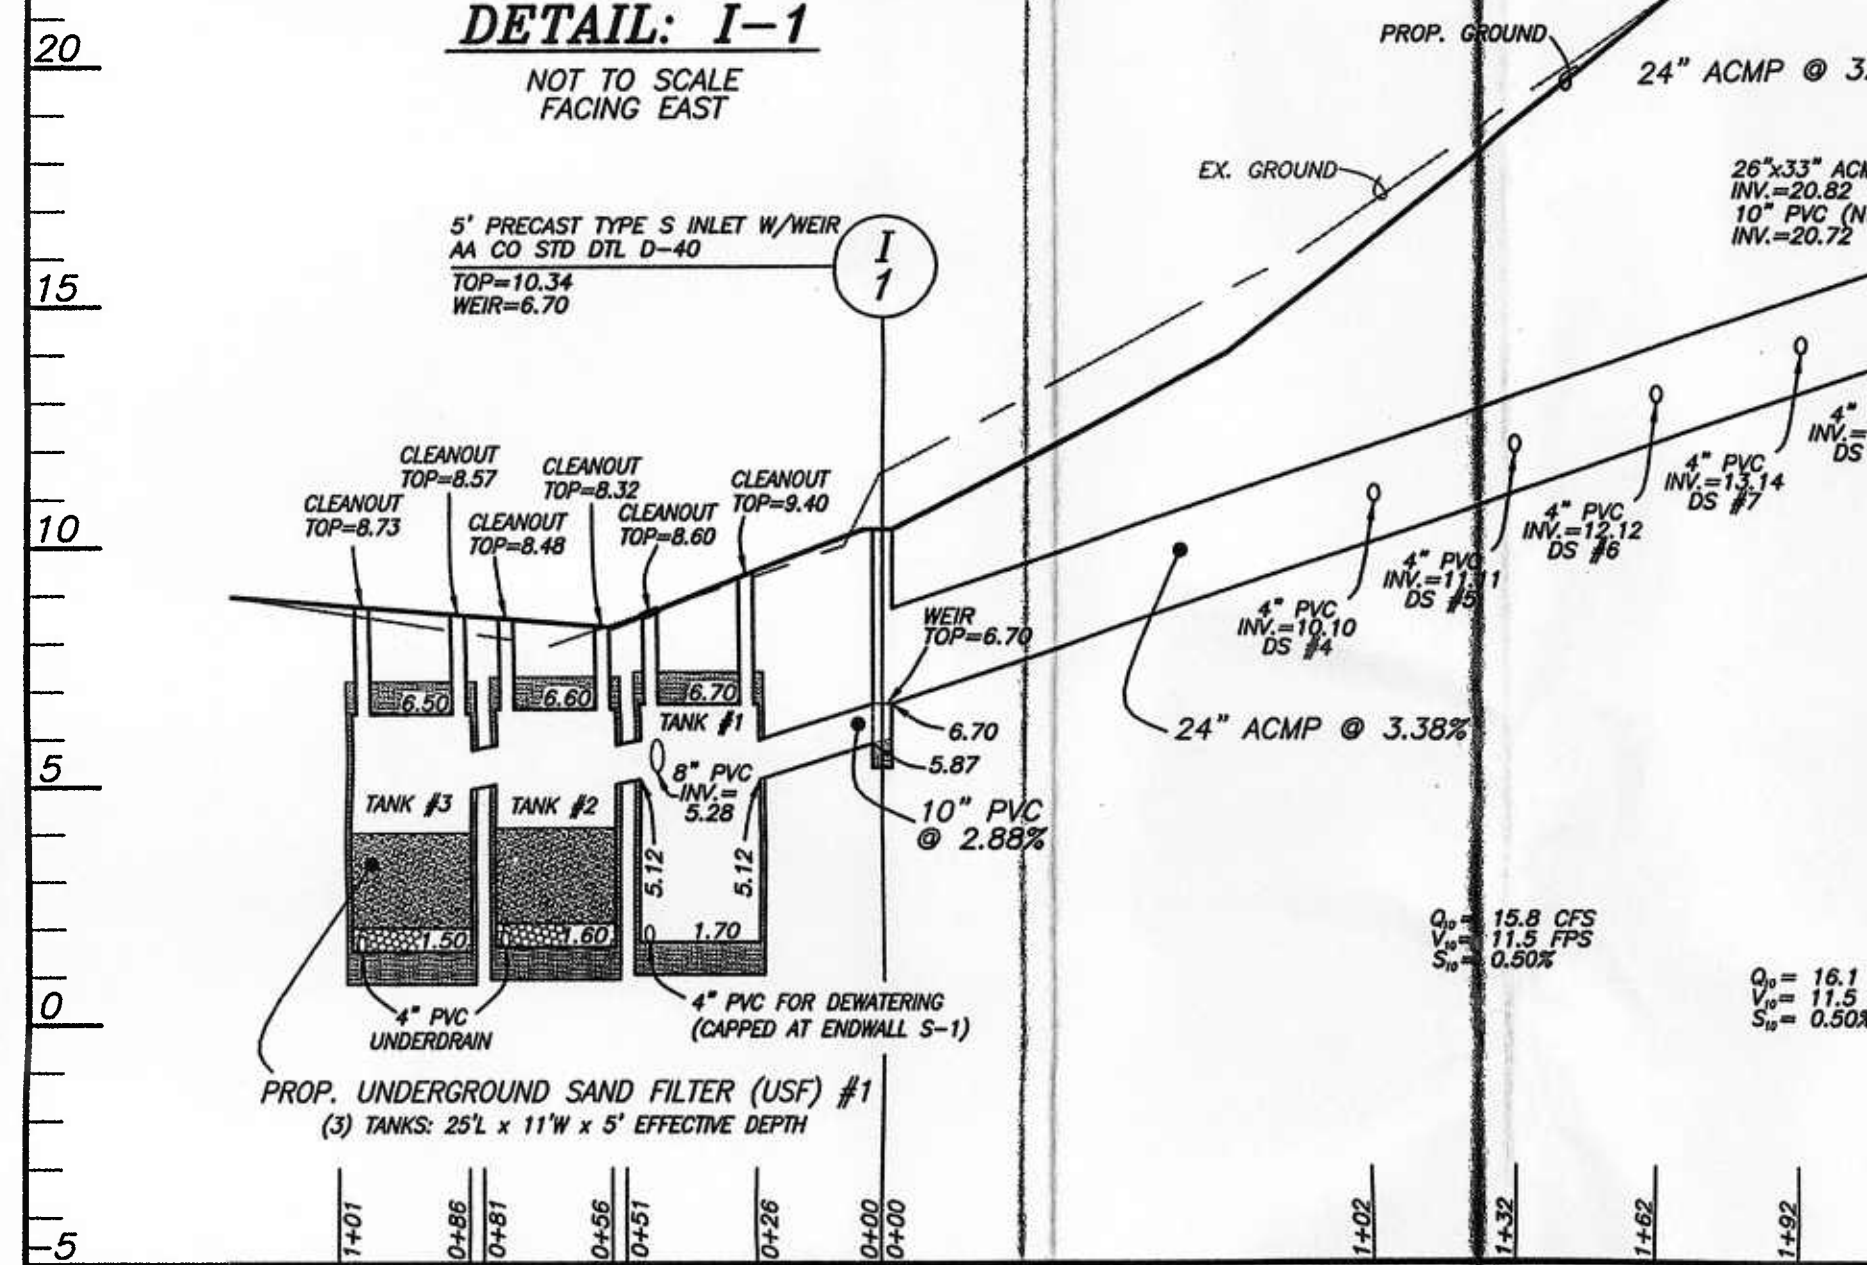 DETAIL: I-1
NOT TO SCALE
FACING EAST
20
15
10
5
0
-5
PROP. GROUND
24" ACMP @ 3.
EX. GROUND
26"x33" ACM
INV.=20.82
10" PVC (N
INV.=20.72
5' PRECAST TYPE S INLET W/WEIR
AA CO STD DTL D-40
TOP=10.34
WEIR=6.70
I
1
CLEANOUT
TOP=8.73
CLEANOUT
TOP=8.57
CLEANOUT
TOP=8.48
CLEANOUT
TOP=8.32
CLEANOUT
TOP=8.60
CLEANOUT
TOP=9.40
4"
INV.=
DS
4" PVC
INV.=13.14
DS #7
4" PVC
INV.=12.12
DS #6
4" PVC
INV.=11.11
DS #5
4" PVC
INV.=10.10
DS #4
WEIR
TOP=6.70
6.50
6.60
6.70
TANK #1
6.70
5.87
24" ACMP @ 3.38%
8" PVC
INV.=
5.28
TANK #3
TANK #2
10" PVC
@ 2.88%
5.12
5.12
1.50
1.60
1.70
Q10= 15.8 CFS
V10= 11.5 FPS
S10= 0.50%
Q10= 16.1
V10= 11.5
S10= 0.50%
4" PVC
UNDERDRAIN
4" PVC FOR DEWATERING
(CAPPED AT ENDWALL S-1)
PROP. UNDERGROUND SAND FILTER (USF) #1
(3) TANKS: 25'L x 11'W x 5' EFFECTIVE DEPTH
1+01
0+86
0+81
0+56
0+51
0+26
0+00
0+00
1+02
1+32
1+62
1+92